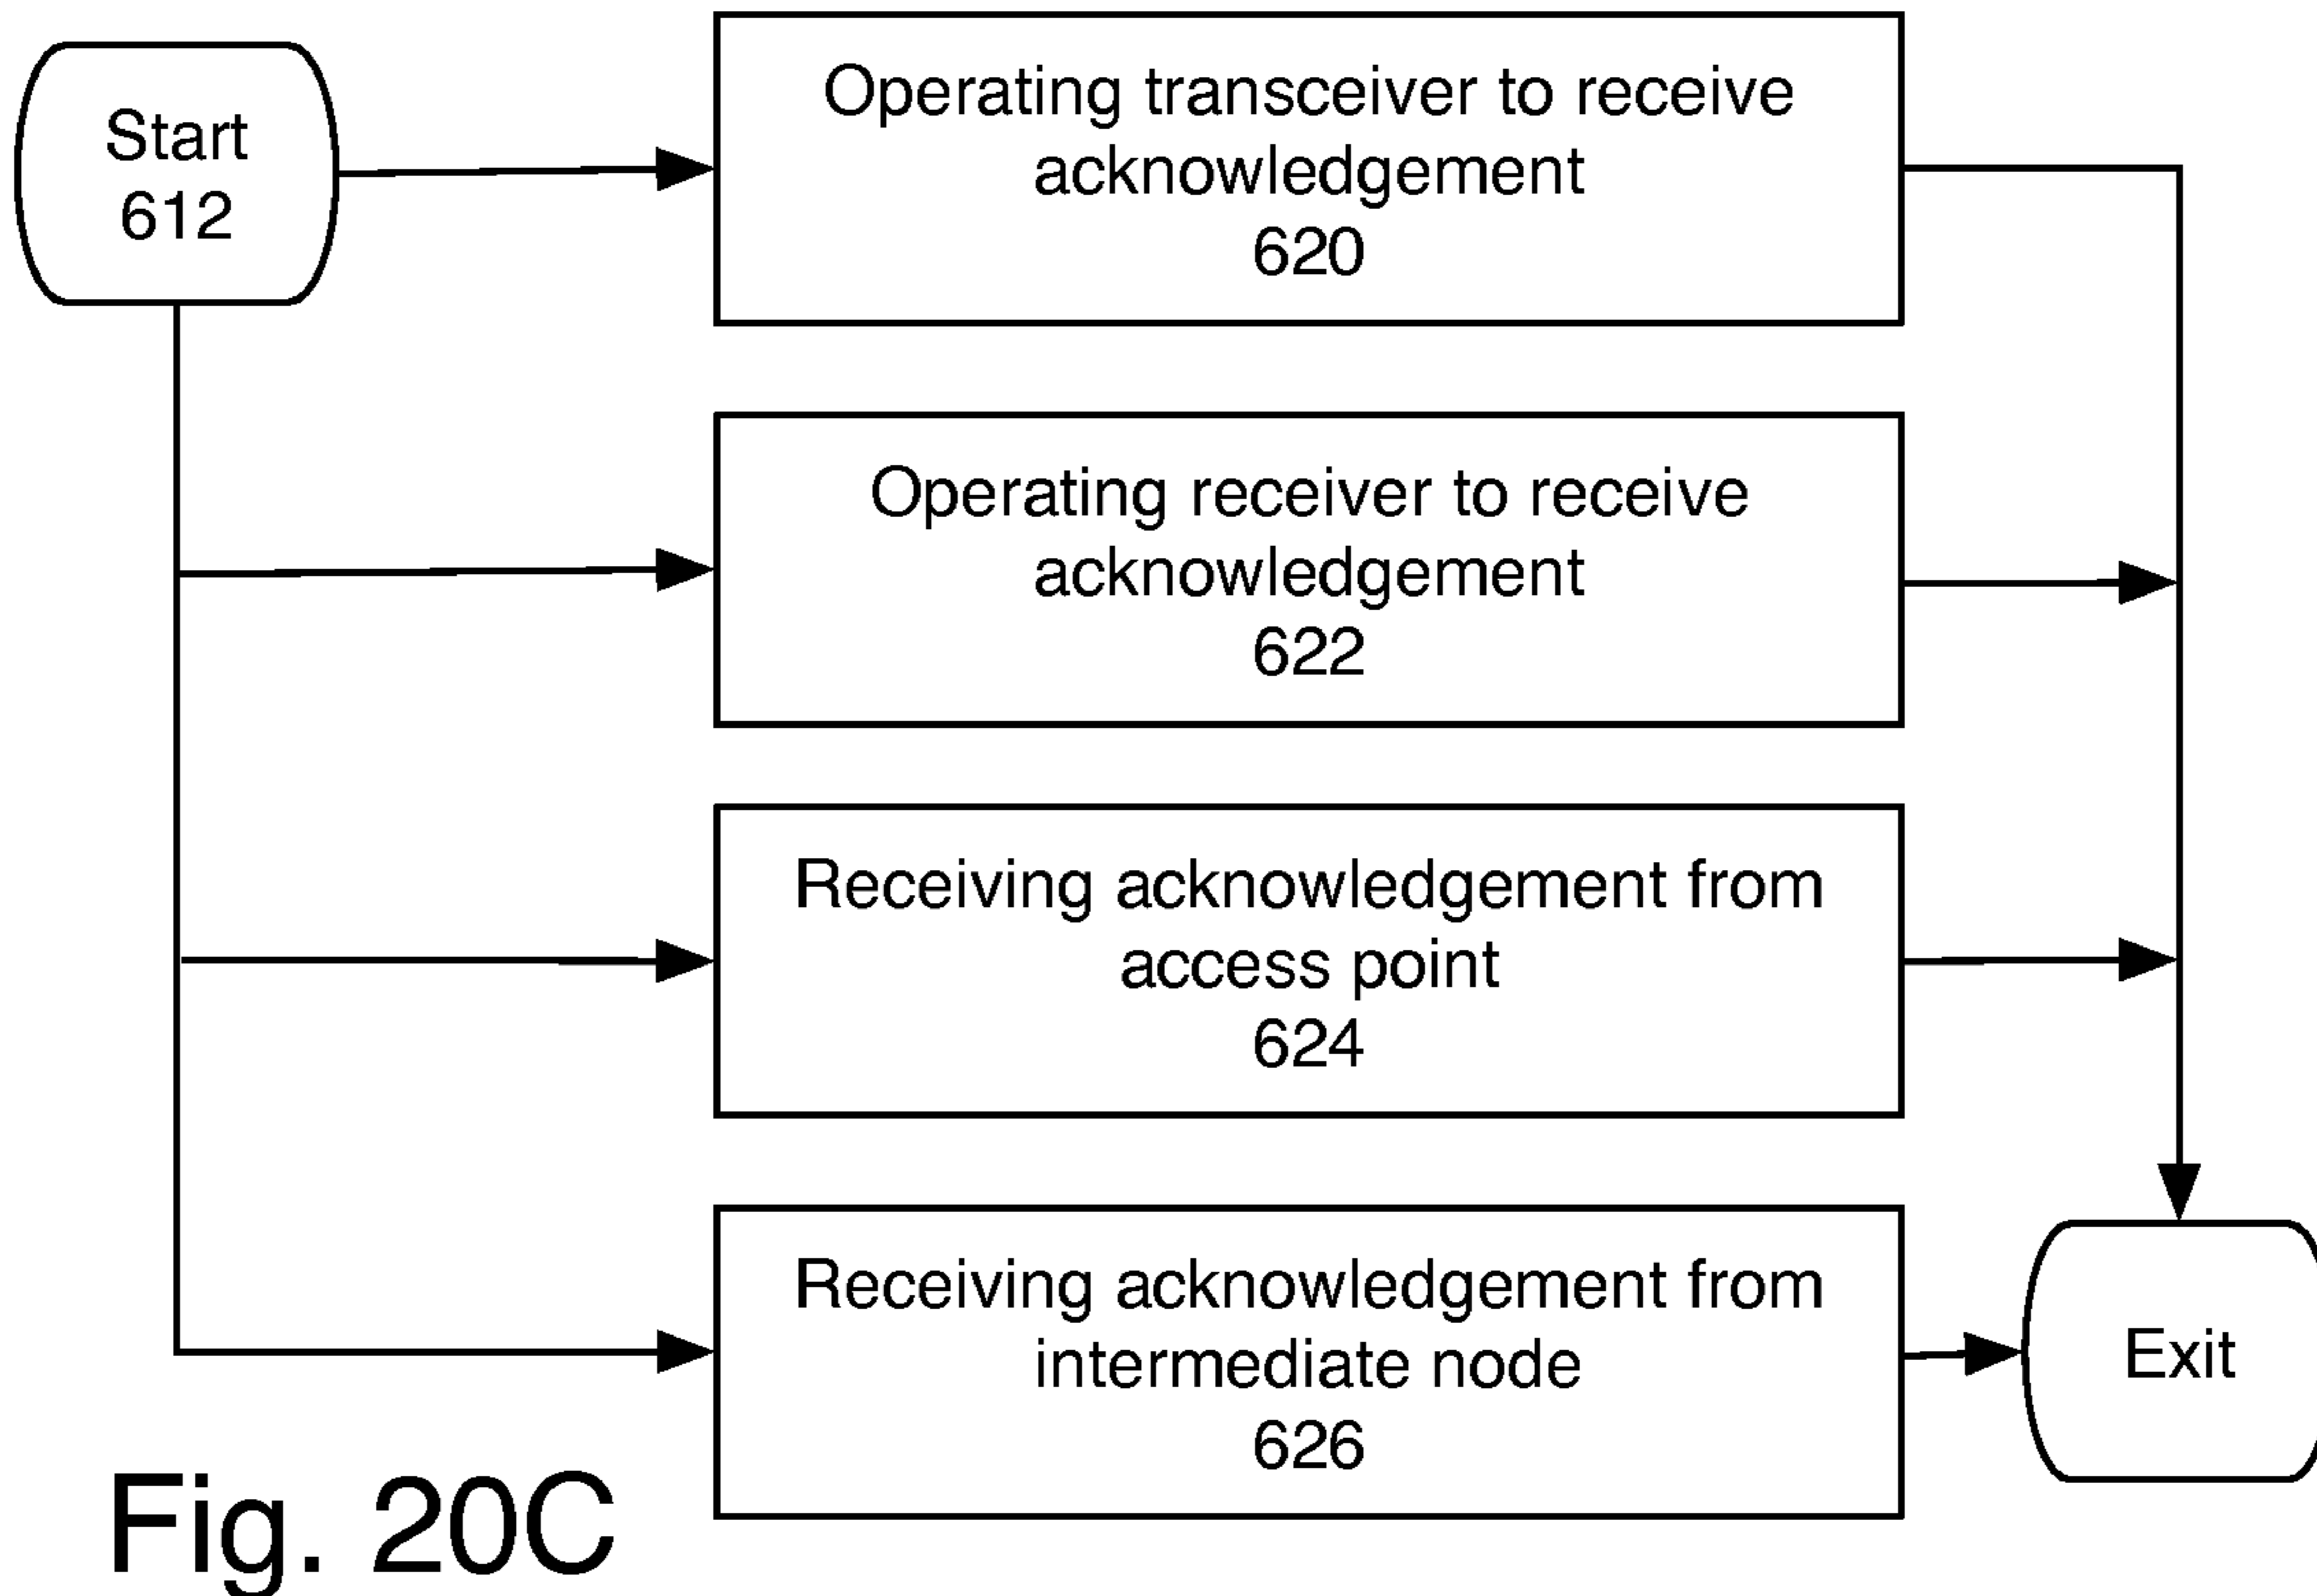 Start
612
Operating transceiver to receive
acknowledgement
620
Operating receiver to receive
acknowledgement
622
Receiving acknowledgement from
access point
624
Receiving acknowledgement from
intermediate node
626
Exit
Fig. 20C